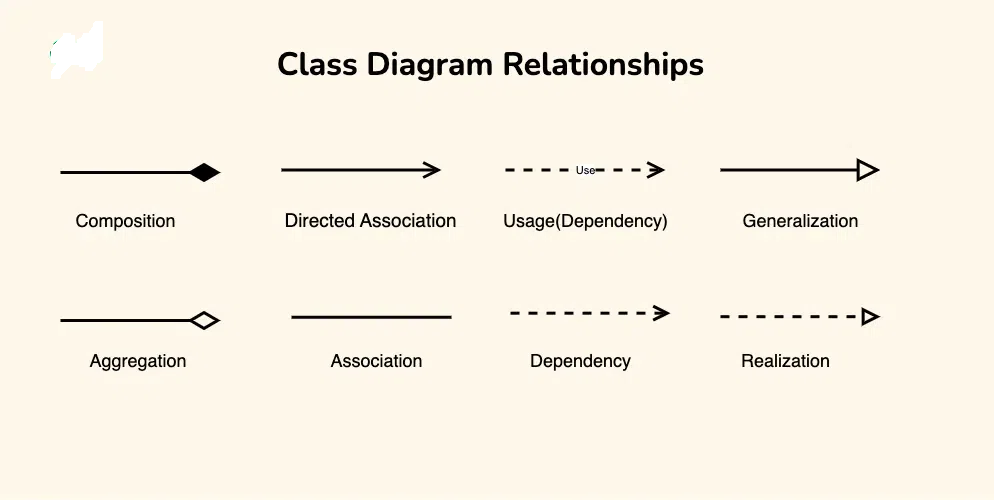 Class Diagram Relationships
Use
Composition
Directed Association
Usage(Dependency)
Generalization
Aggregation
Association
Dependency
Realization